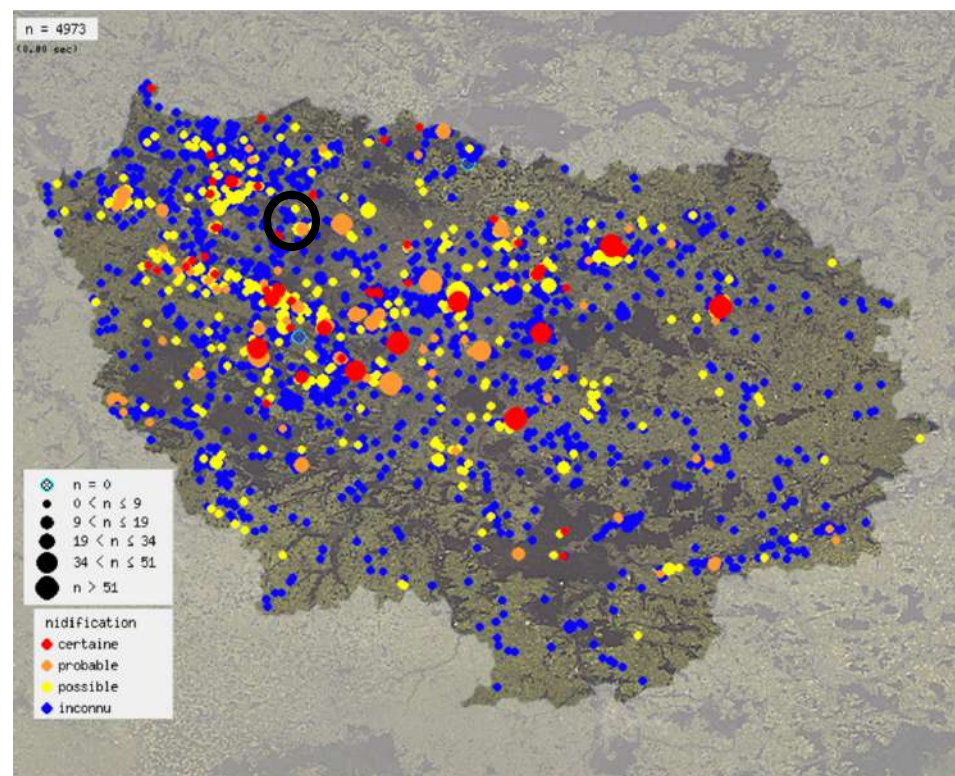 n = 4973
(0.00 sec)
n = 0
0 < n ≤ 9
9 < n ≤ 19
19 < n ≤ 34
34 < n ≤ 51
n > 51
nidification
certaine
probable
possible
inconnu